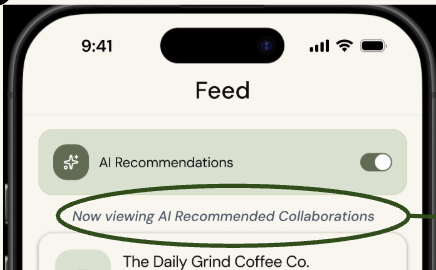 9:41
Feed
AI Recommendations
Now viewing AI Recommended Collaborations
The Daily Grind Coffee Co.